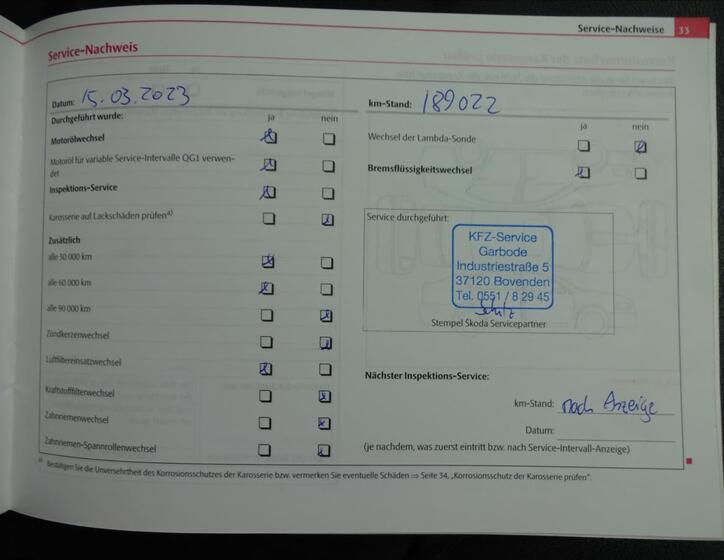 Service-Nachweise 33
Service-Nachweis
Datum: 15.03.2023
km-Stand: 189022
Durchgeführt wurde: ja nein
Motorölwechsel
Motoröl für variable Service-Intervalle QG1 verwen-
det
Inspektions-Service
Karosserie auf Lackschäden prüfen a)
Zusätzlich
alle 30 000 km
alle 60 000 km
alle 90 000 km
Zündkerzenwechsel
Luftfiltereinsatzwechsel
Kraftstofffilterwechsel
Zahnriemenwechsel
Zahnriemen-Spannrollenwechsel
ja nein
Wechsel der Lambda-Sonde
Bremsflüssigkeitswechsel
Service durchgeführt:
KFZ-Service
Garbode
Industriestraße 5
37120 Bovenden
Tel. 0551 / 8 29 45
Stempel Skoda Servicepartner
Nächster Inspektions-Service:
km-Stand: nach Anzeige
Datum:
(je nachdem, was zuerst eintritt bzw. nach Service-Intervall-Anzeige)
a) Bestätigen Sie die Unversehrtheit des Korrosionsschutzes der Karosserie bzw. vermerken Sie eventuelle Schäden ⇒ Seite 34, „Korrosionsschutz der Karosserie prüfen“.